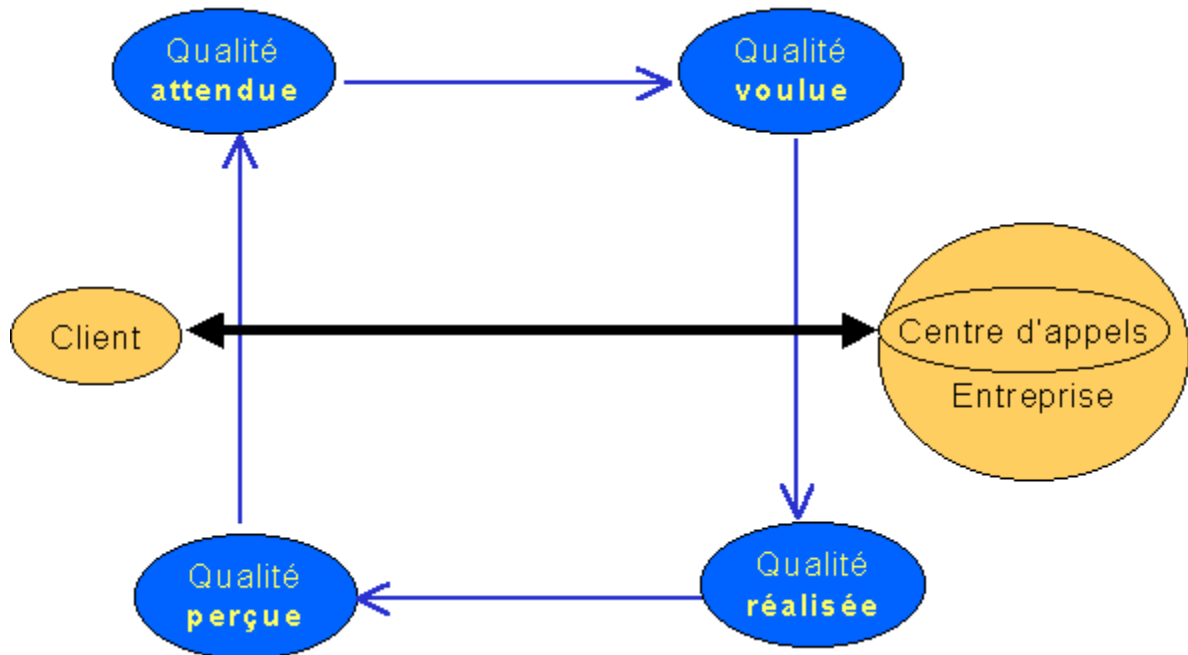 Qualité
attendue
Qualité
voulue
Client
Centre d'appels
Entreprise
Qualité
perçue
Qualité
réalisée